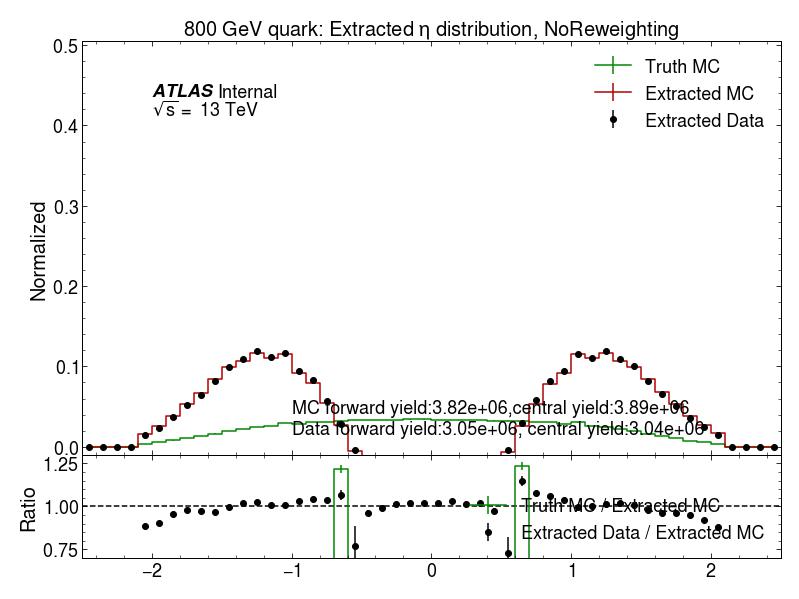 800 GeV quark: Extracted η distribution, NoReweighting
0.5
ATLAS Internal
√s = 13 TeV
Truth MC
Extracted MC
Extracted Data
0.4
0.3
Normalized
0.2
0.1
MC forward yield:3.82e+06,central yield:3.89e+06
Data forward yield:3.05e+06, central yield:3.04e+06
0.0
1.25
Ratio
1.00
Truth MC / Extracted MC
Extracted Data / Extracted MC
0.75
−2 −1 0 1 2